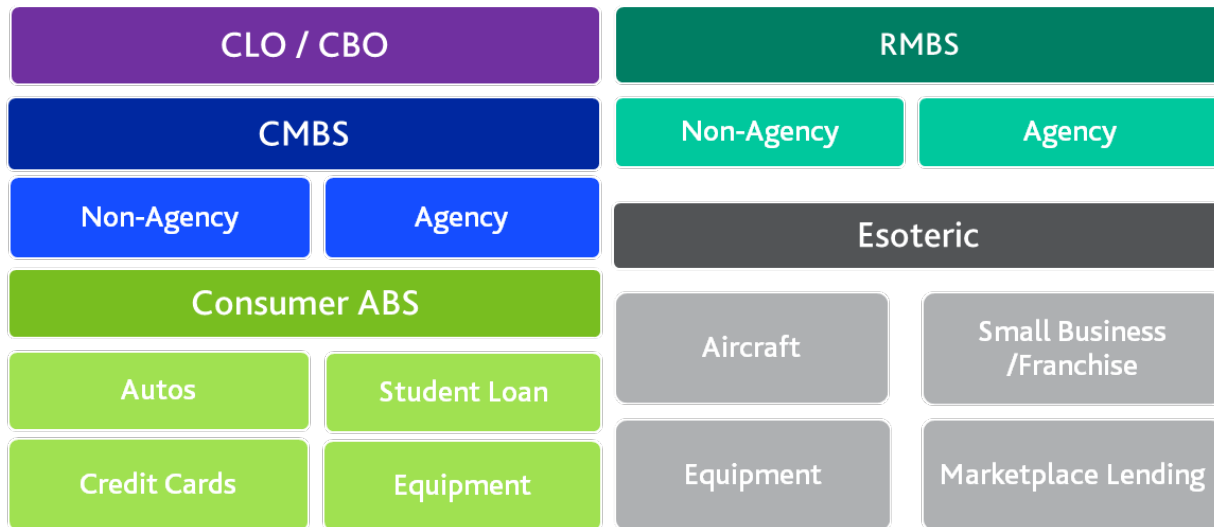 CLO / CBO
CMBS
Non-Agency
Agency
Consumer ABS
Autos
Student Loan
Credit Cards
Equipment
RMBS
Non-Agency
Agency
Esoteric
Aircraft
Small Business
/Franchise
Equipment
Marketplace Lending